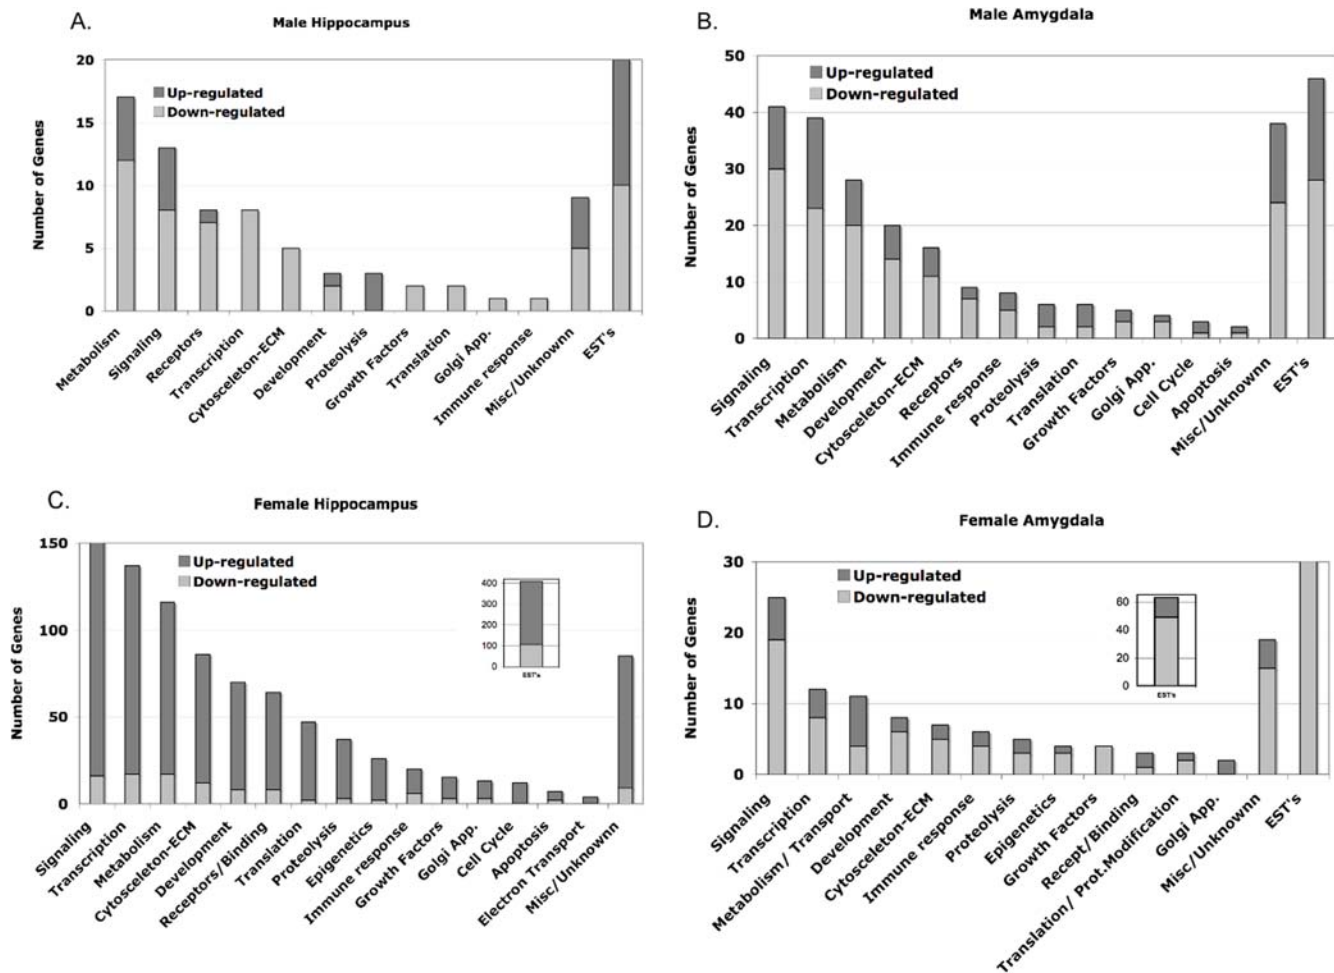 A.
Male Hippocampus
Number of Genes
20
15
10
5
0
Up-regulated
Down-regulated
Metabolism
Signaling
Receptors
Transcription
Cytosceleton-ECM
Development
Proteolysis
Growth Factors
Translation
Golgi App.
Immune response
Misc/Unknownn
EST's
B.
Male Amygdala
Number of Genes
50
40
30
20
10
0
Up-regulated
Down-regulated
Signaling
Transcription
Metabolism
Development
Cytosceleton-ECM
Receptors
Immune response
Proteolysis
Translation
Growth Factors
Golgi App.
Cell Cycle
Apoptosis
Misc/Unknownn
EST's
C.
Female Hippocampus
Number of Genes
150
100
50
0
Up-regulated
Down-regulated
400
300
200
100
0
EST's
Signaling
Transcription
Metabolism
Cytosceleton-ECM
Development
Receptors/Binding
Translation
Proteolysis
Epigenetics
Immune response
Growth Factors
Golgi App.
Cell Cycle
Apoptosis
Electron Transport
Misc/Unknownn
D.
Female Amygdala
Number of Genes
30
20
10
0
Up-regulated
Down-regulated
60
40
20
0
EST's
Signaling
Transcription
Metabolism/ Transport
Development
Cytosceleton-ECM
Immune response
Proteolysis
Epigenetics
Growth Factors
Recept/Binding
Translation/ Prot.Modification
Golgi App.
Misc/Unknownn
EST's